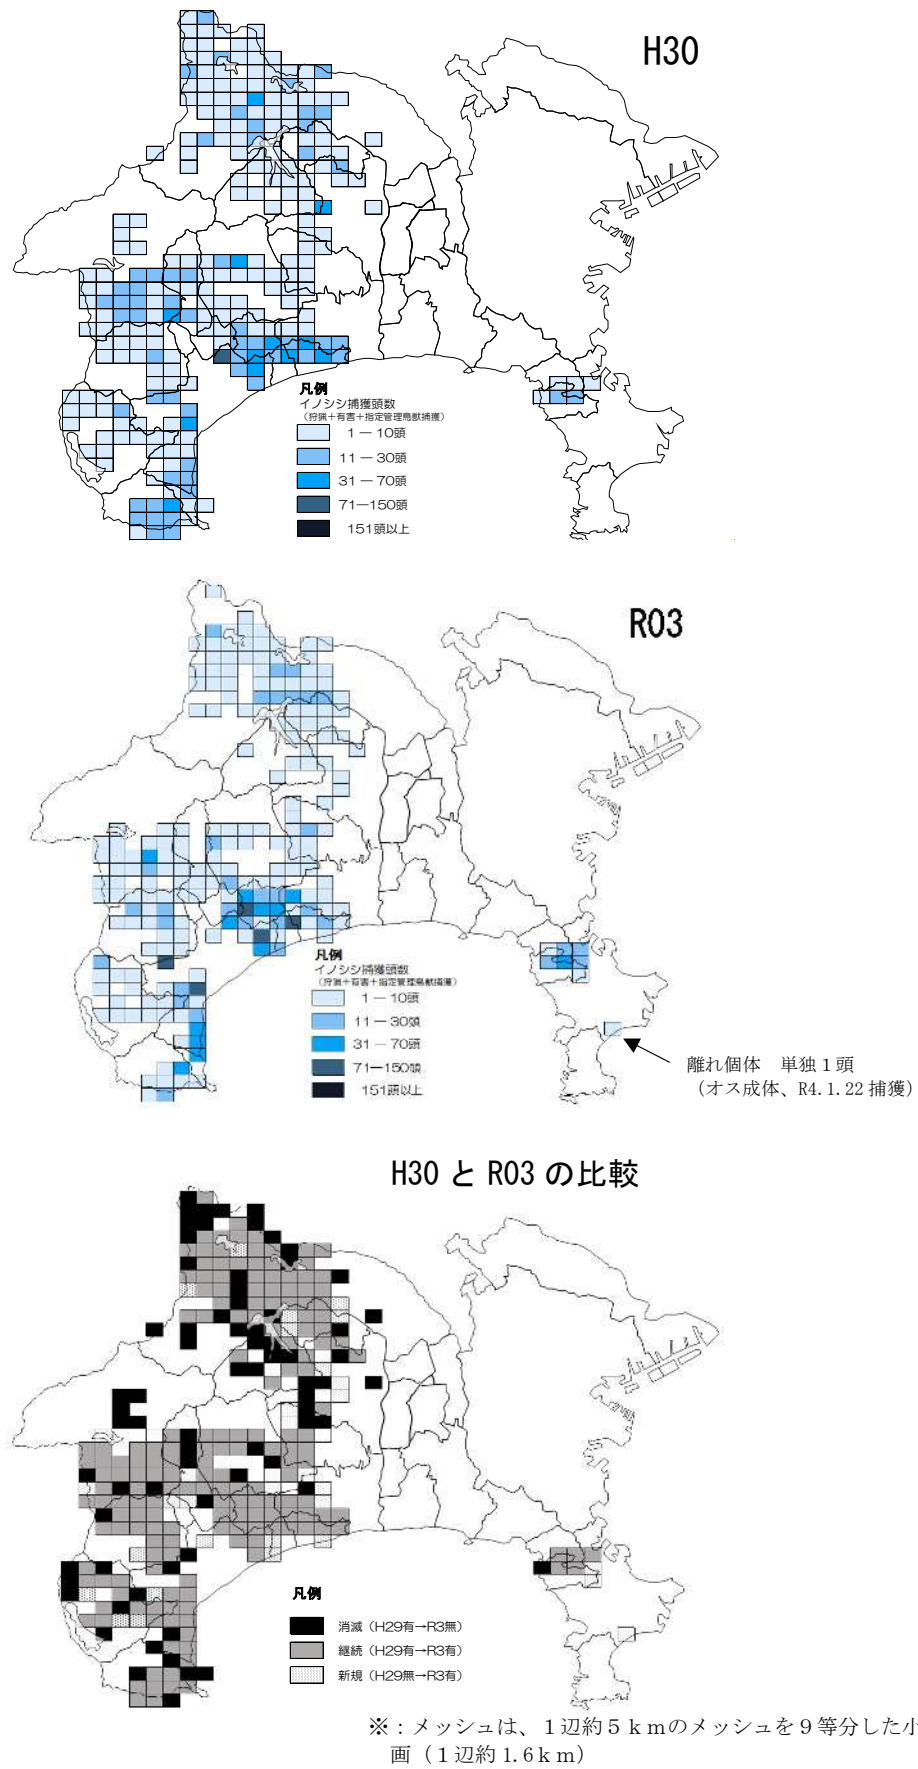 H30
凡例
イノシシ捕獲頭数
（狩猟＋有害＋指定管理鳥獣捕獲）
1 ― 10頭
11 ― 30頭
31 ― 70頭
71―150頭
151頭以上
R03
凡例
イノシシ捕獲頭数
（狩猟＋有害＋指定管理鳥獣捕獲）
1 ― 10頭
11 ― 30頭
31 ― 70頭
71―150頭
151頭以上
離れ個体　単独１頭
（オス成体、R4.1.22 捕獲）
H30 と R03 の比較
凡例
消滅（H29有→R3無）
継続（H29有→R3有）
新規（H29無→R3有）
※：メッシュは、１辺約５ｋｍのメッシュを９等分した小
画（１辺約 1.6ｋｍ）